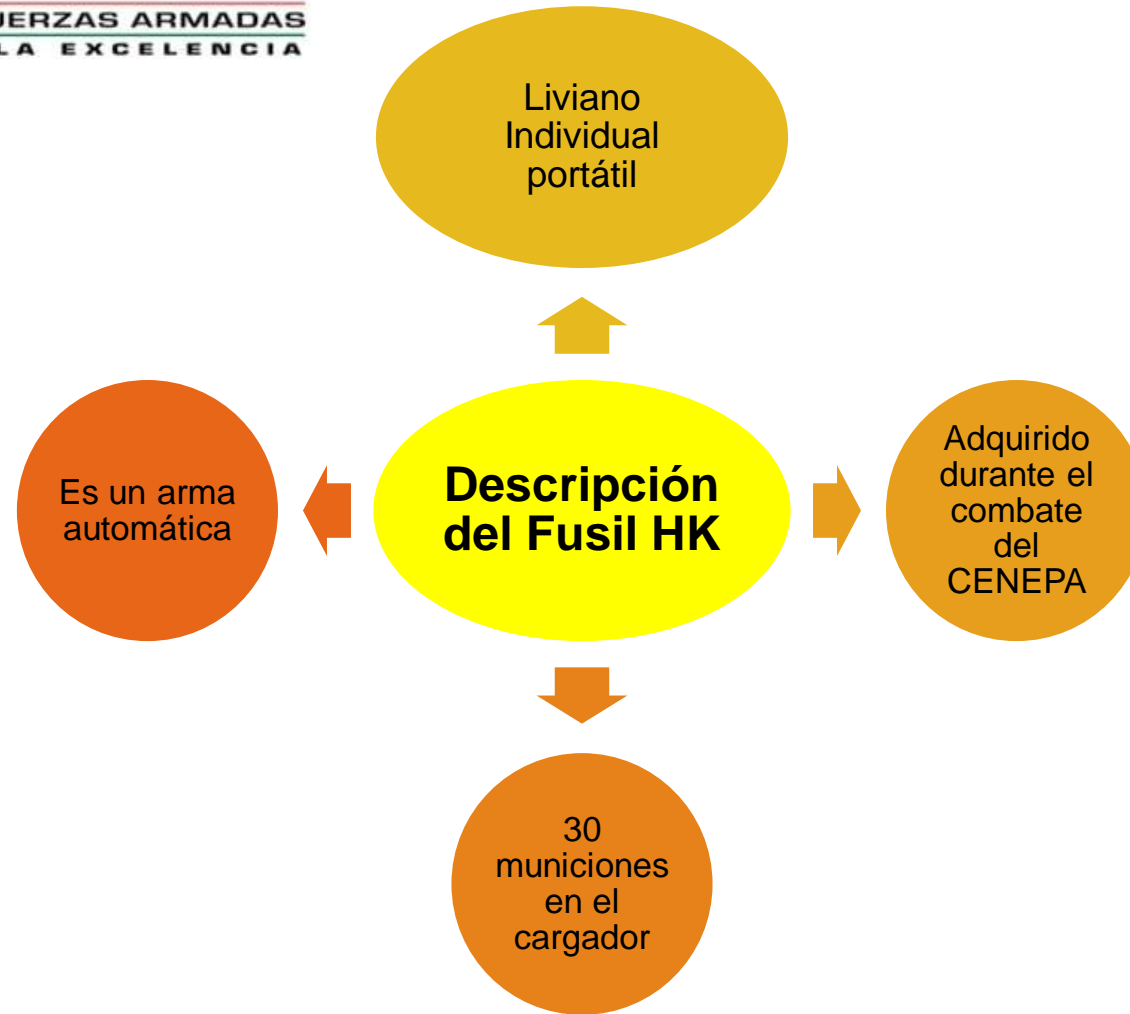 FUERZAS ARMADAS
LA EXCELENCIA
Liviano
Individual
portátil
Es un arma
automática
Descripción
del Fusil HK
Adquirido
durante el
combate
del
CENEPA
30
municiones
en el
cargador